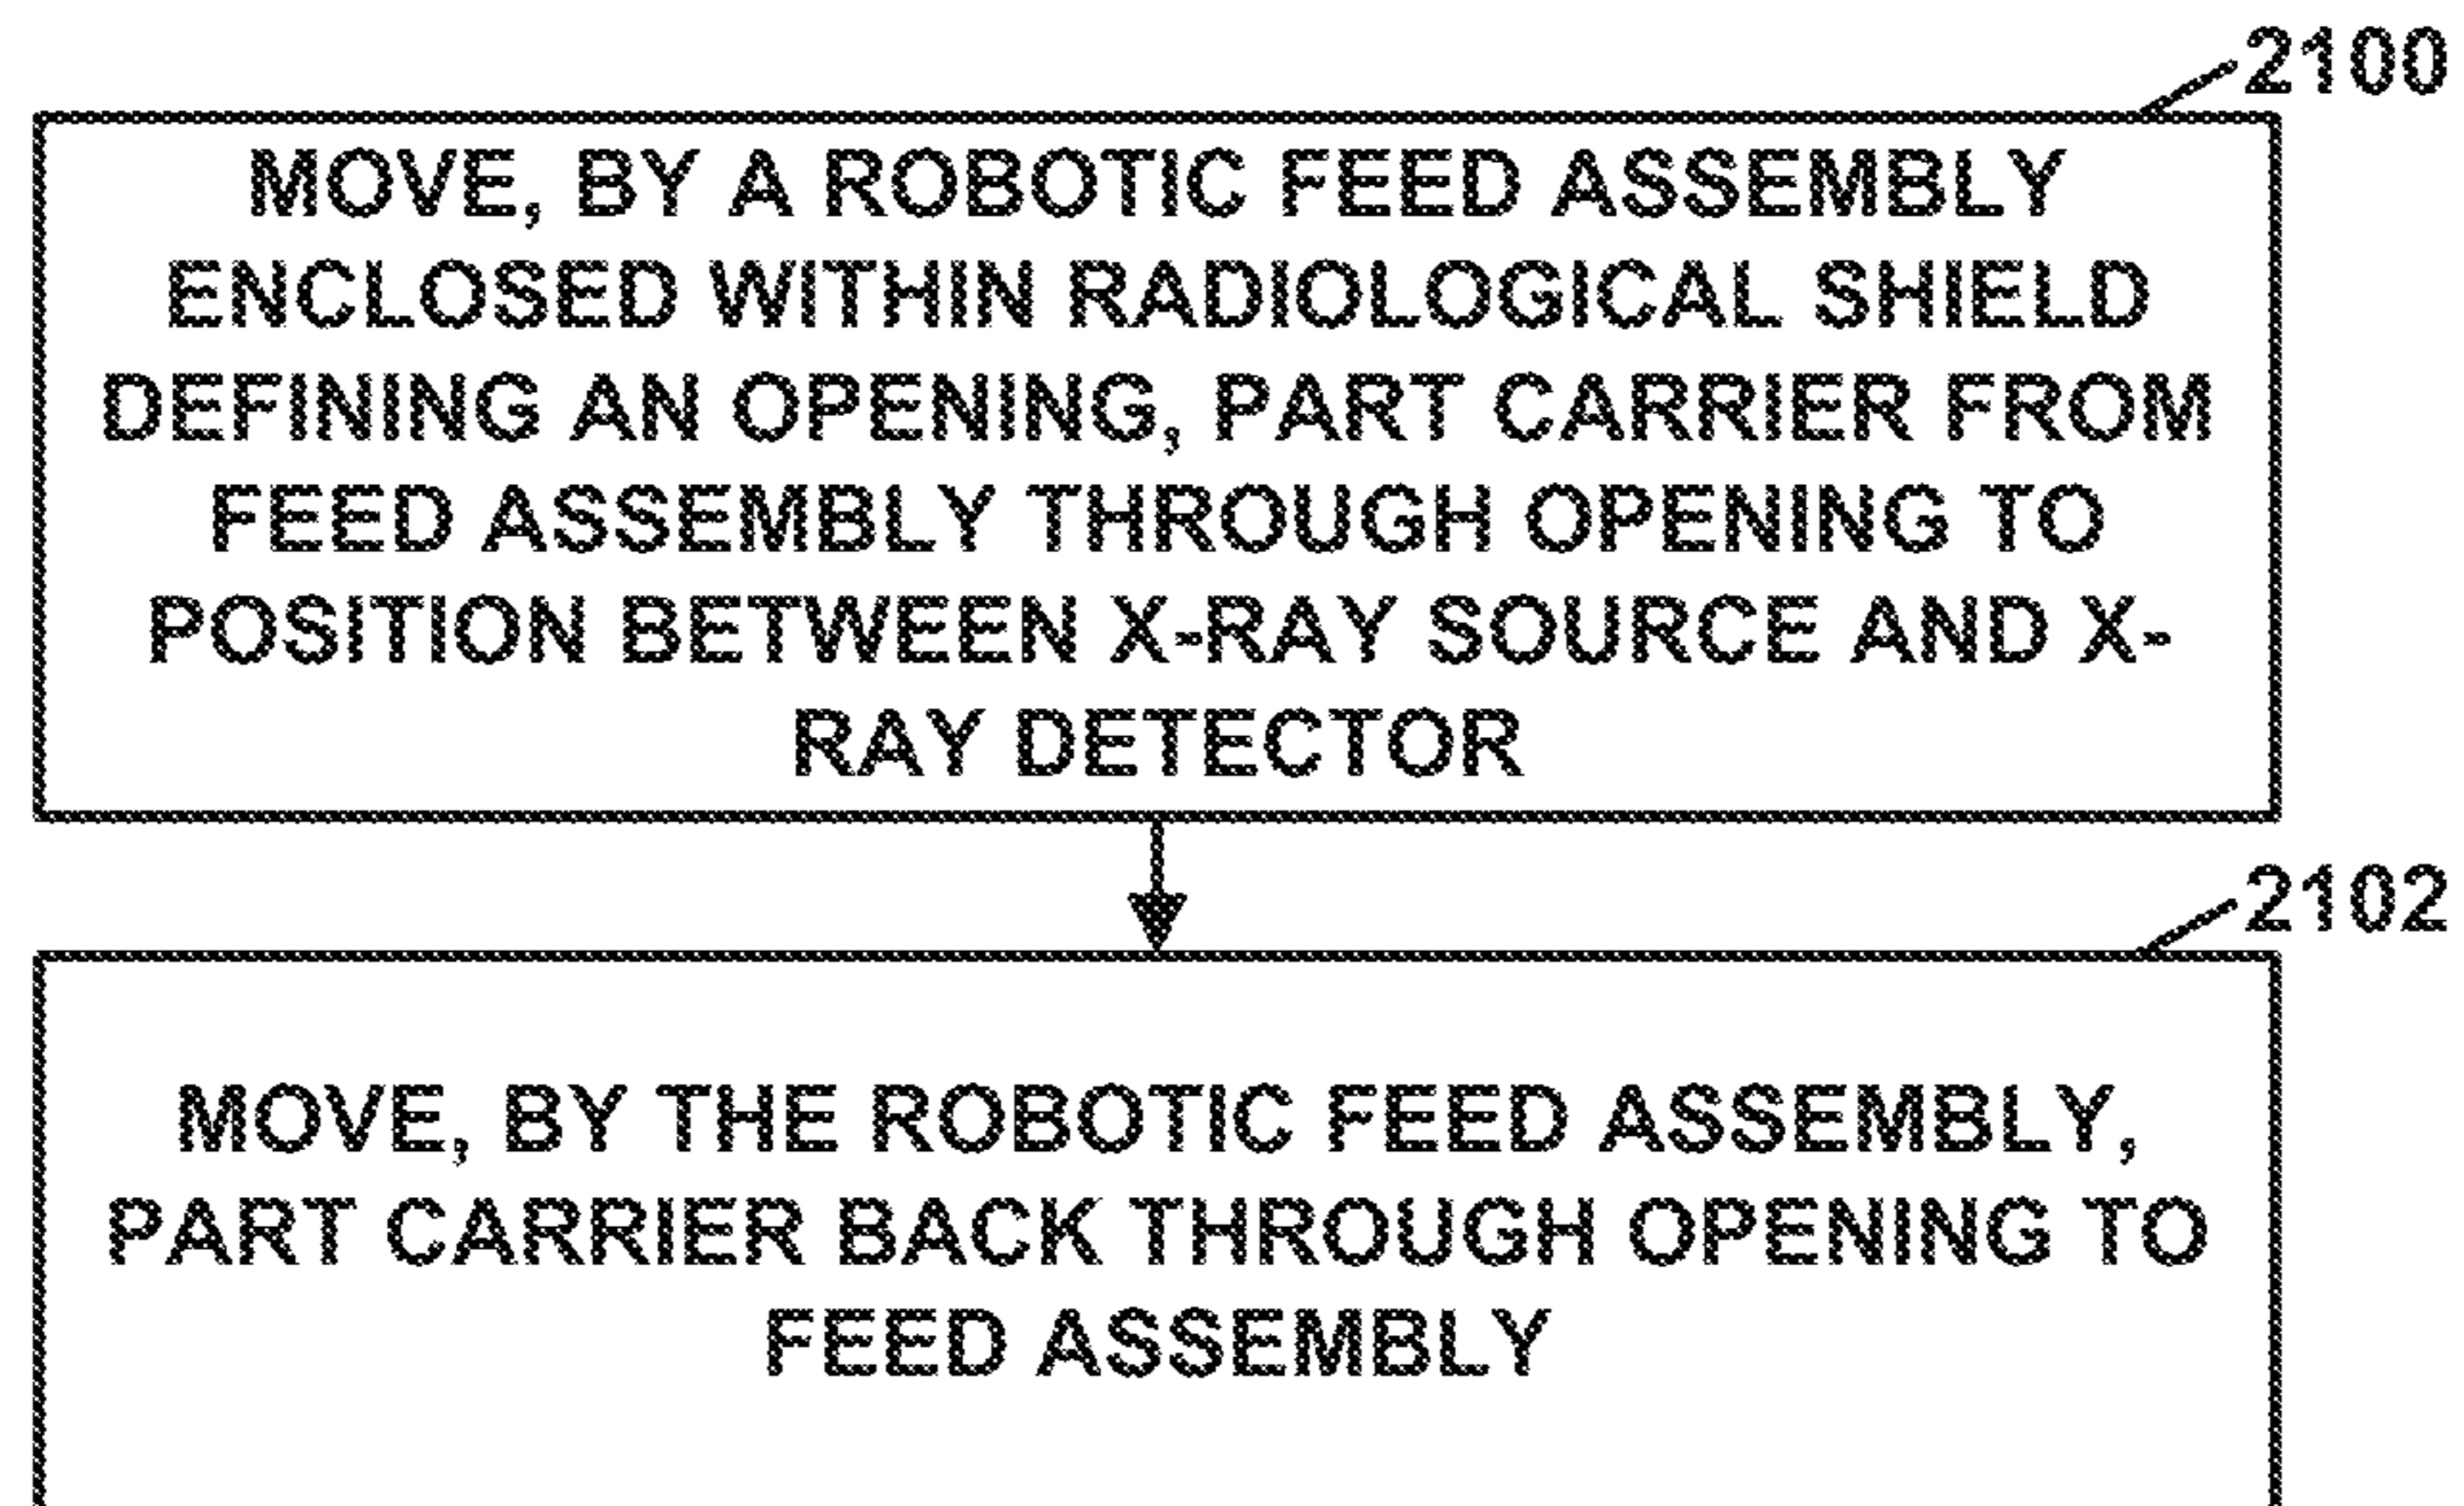 2100
MOVE, BY A ROBOTIC FEED ASSEMBLY
ENCLOSED WITHIN RADIOLOGICAL SHIELD
DEFINING AN OPENING, PART CARRIER FROM
FEED ASSEMBLY THROUGH OPENING TO
POSITION BETWEEN X-RAY SOURCE AND X-
RAY DETECTOR
2102
MOVE, BY THE ROBOTIC FEED ASSEMBLY,
PART CARRIER BACK THROUGH OPENING TO
FEED ASSEMBLY